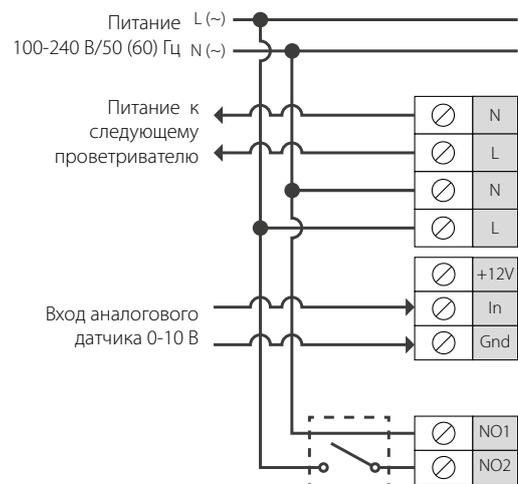 Питание L (~)
100-240 В/50 (60) Гц N (~)
Питание к
следующему
проветривателю
N
L
N
L
+12V
Вход аналогового
датчика 0-10 В
In
Gnd
NO1
NO2